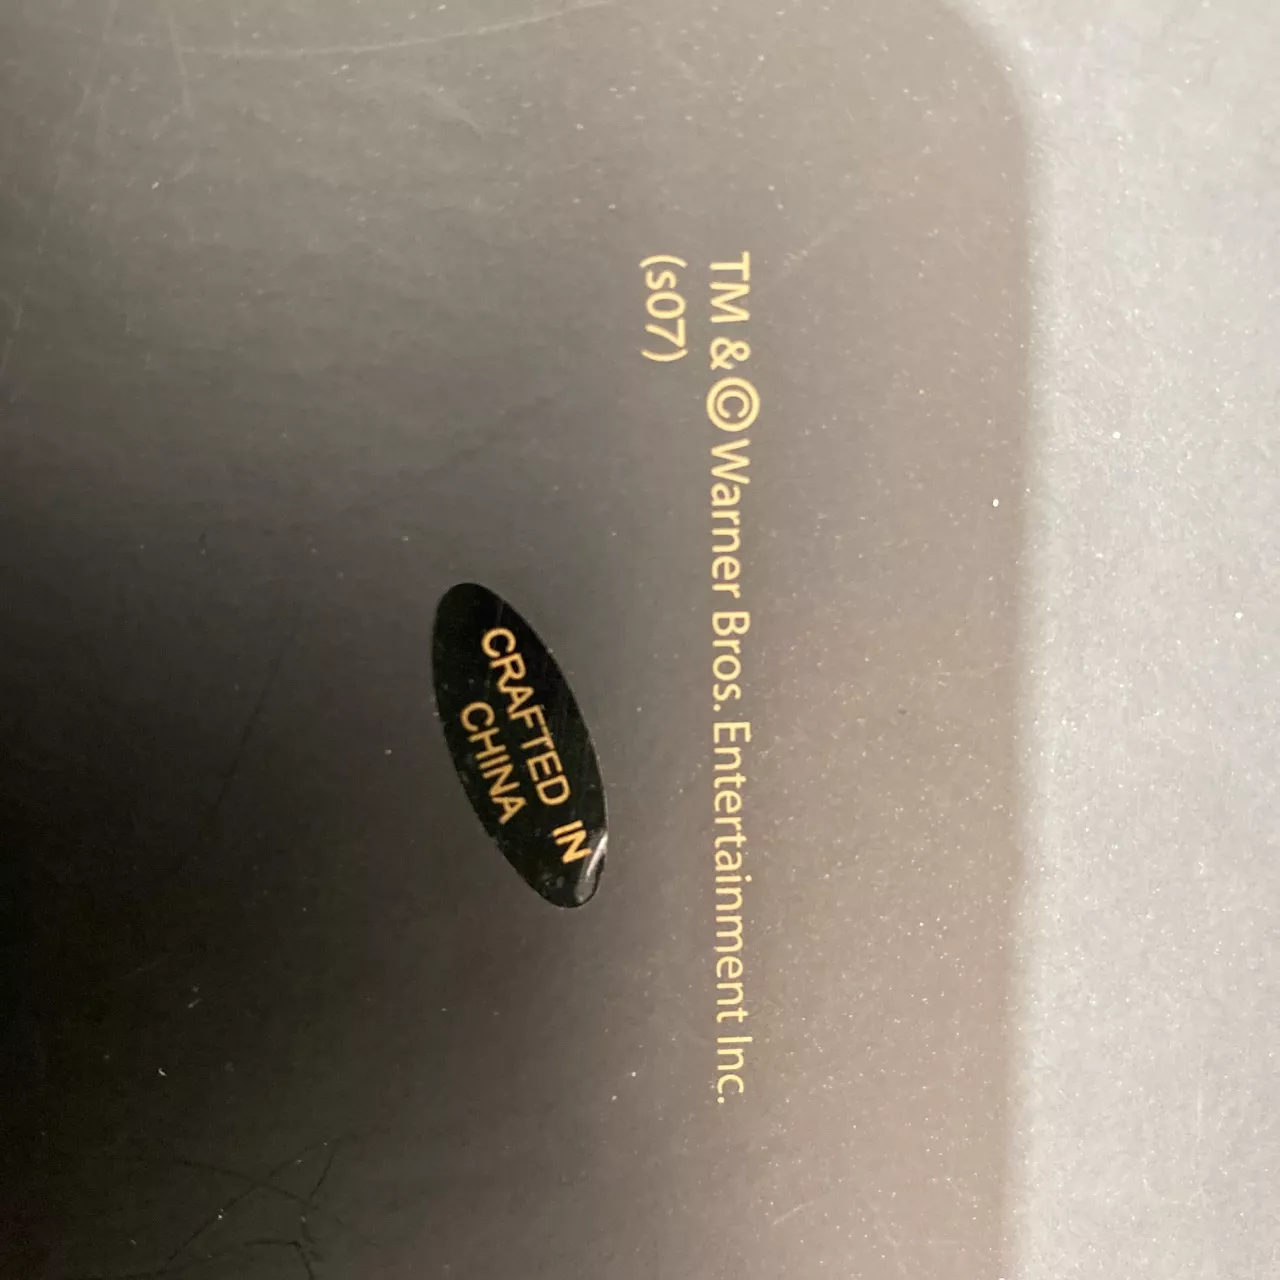 TM & © Warner Bros. Entertainment Inc.
(s07)
CRAFTED IN
CHINA